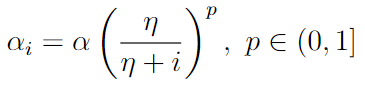 α_i = α (η / (η + i))^p, p ∈ (0, 1]